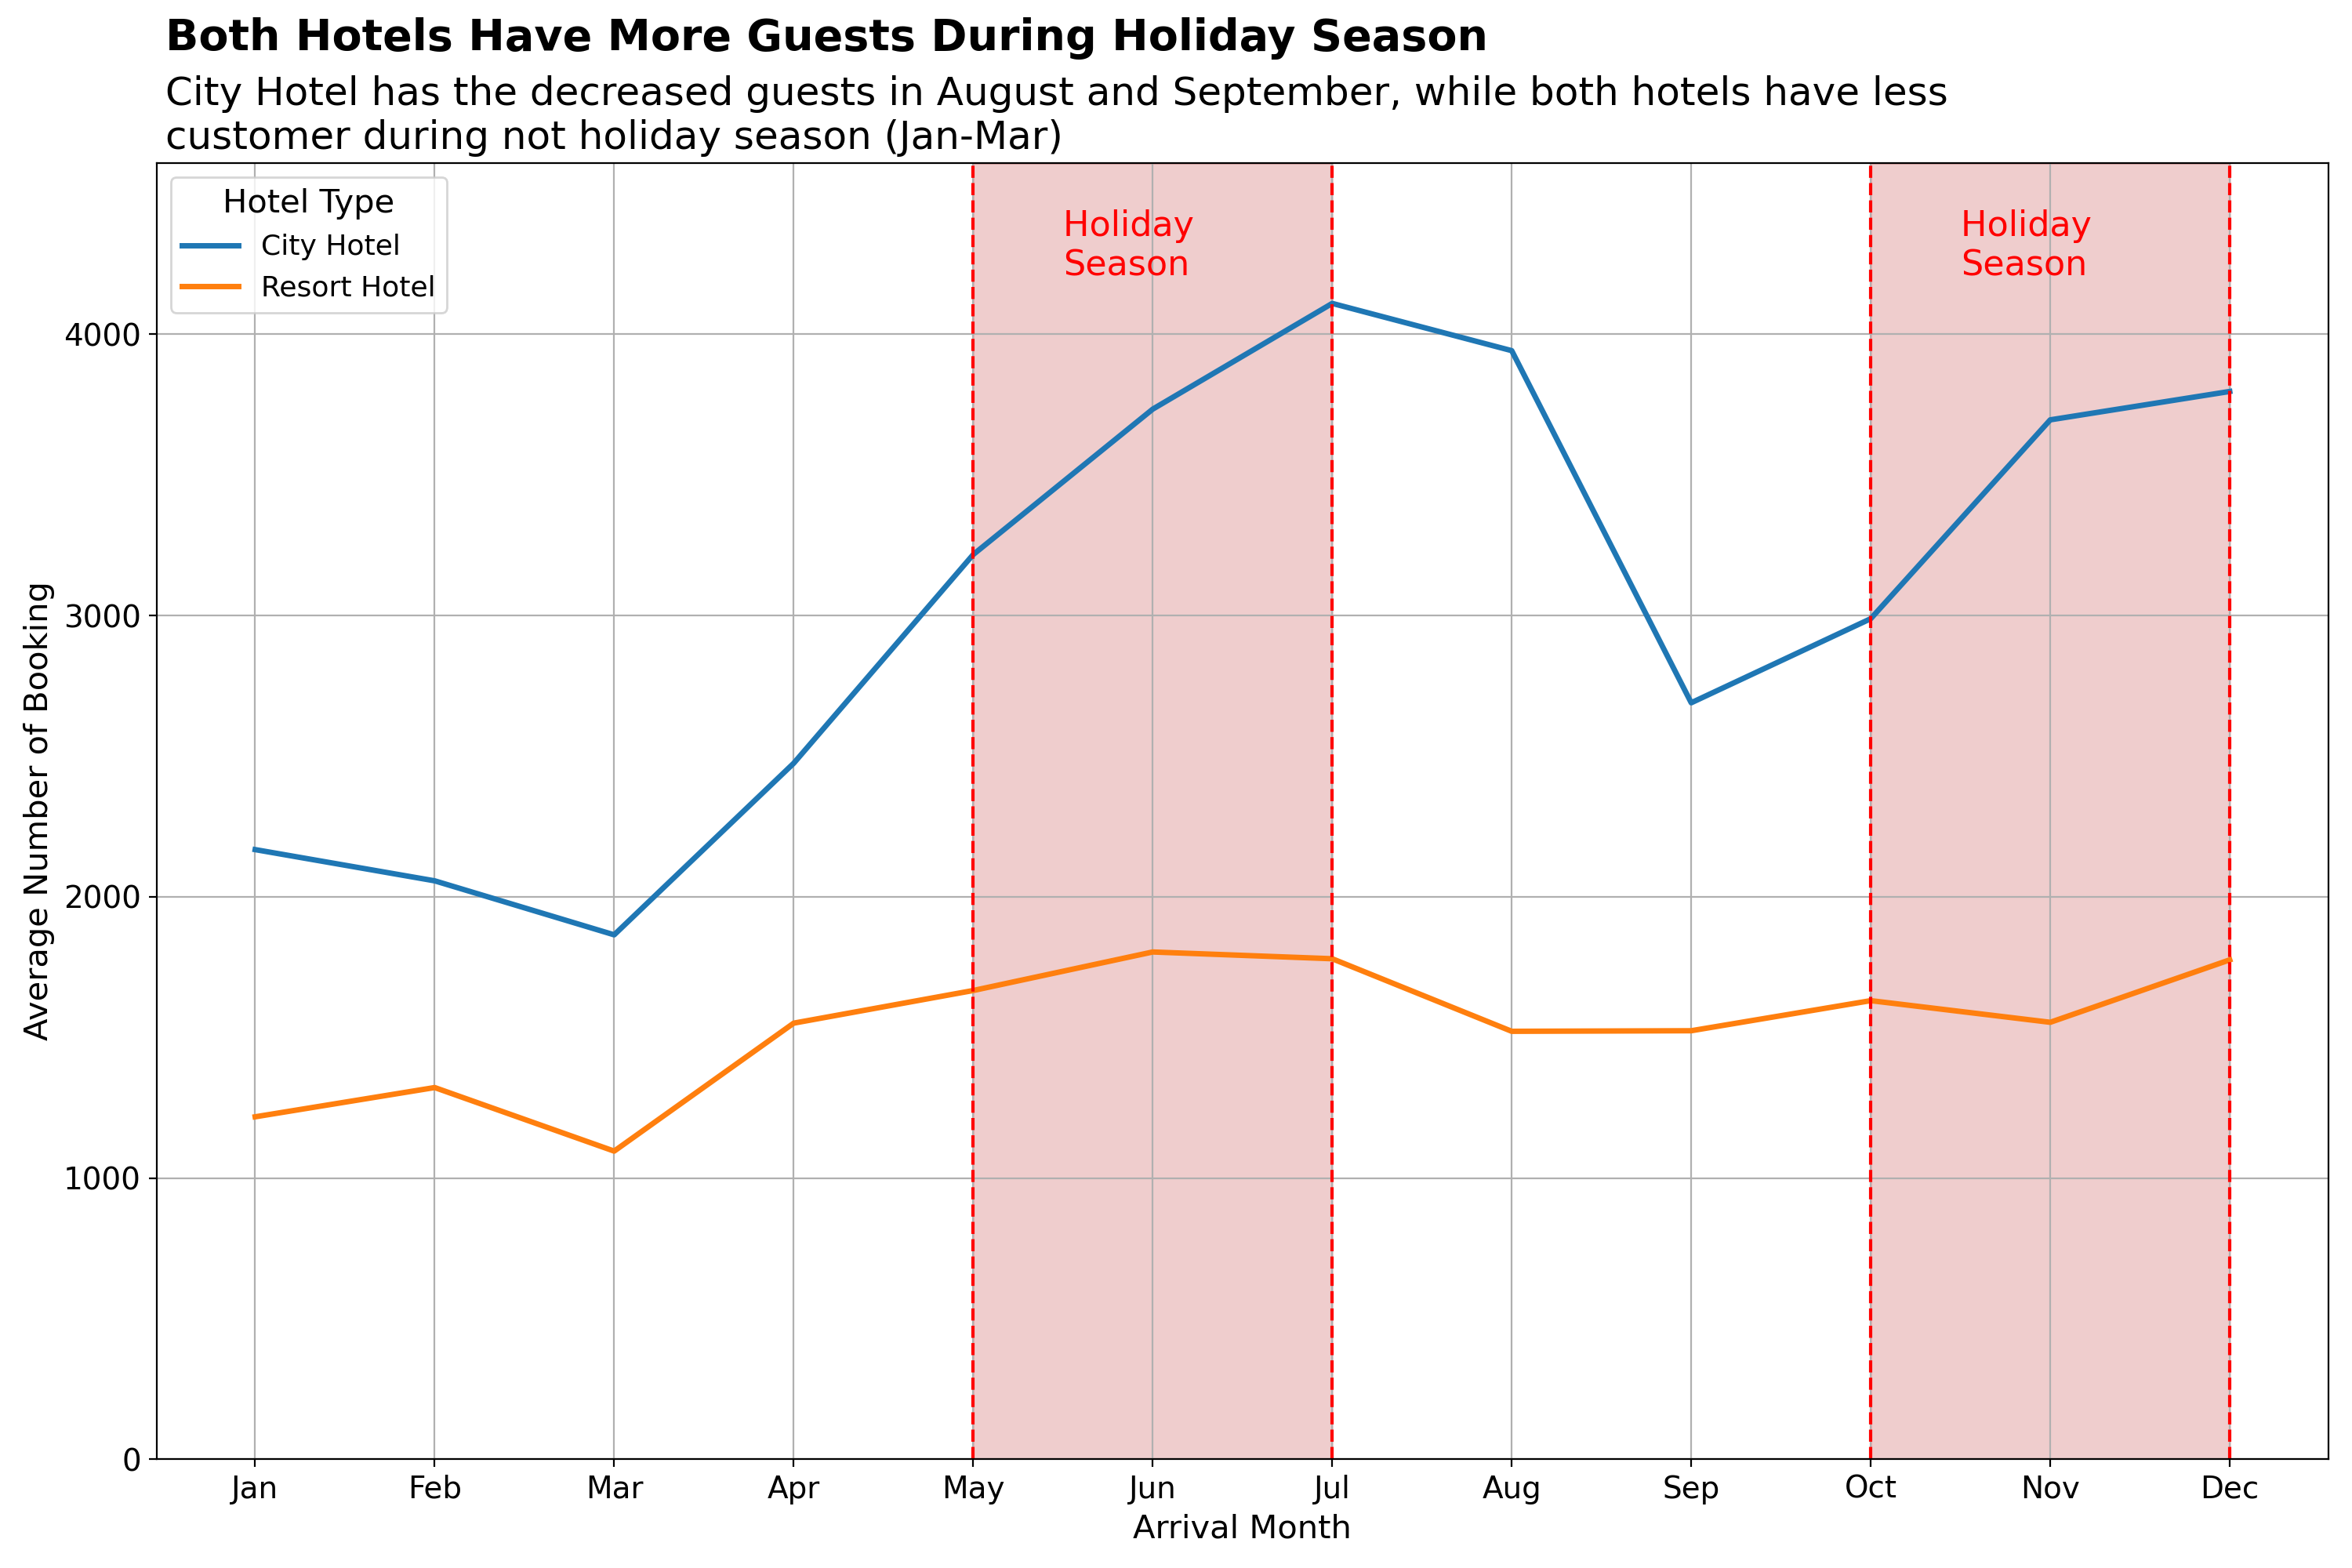 Both Hotels Have More Guests During Holiday Season
City Hotel has the decreased guests in August and September, while both hotels have less
customer during not holiday season (Jan-Mar)
Hotel Type
City Hotel
Resort Hotel
Holiday
Season
Holiday
Season
Average Number of Booking
4000
3000
2000
1000
0
Jan Feb Mar Apr May Jun Jul Aug Sep Oct Nov Dec
Arrival Month